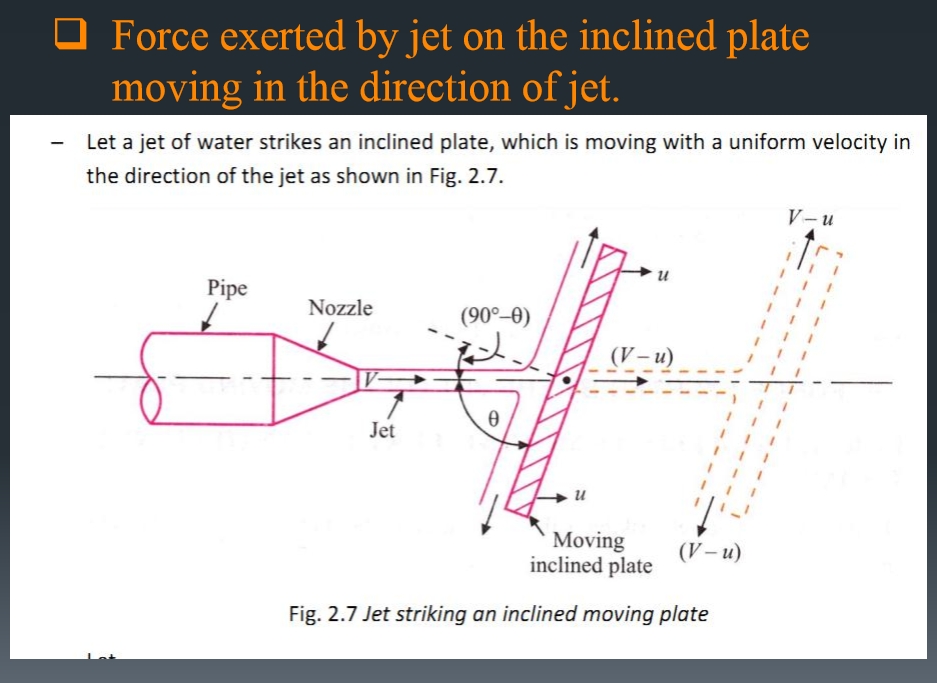 ❑ Force exerted by jet on the inclined plate
moving in the direction of jet.
– Let a jet of water strikes an inclined plate, which is moving with a uniform velocity in
the direction of the jet as shown in Fig. 2.7.
V – u
u
Pipe
Nozzle
(90°–θ)
(V – u)
V
θ
Jet
u
Moving
inclined plate
(V – u)
Fig. 2.7 Jet striking an inclined moving plate